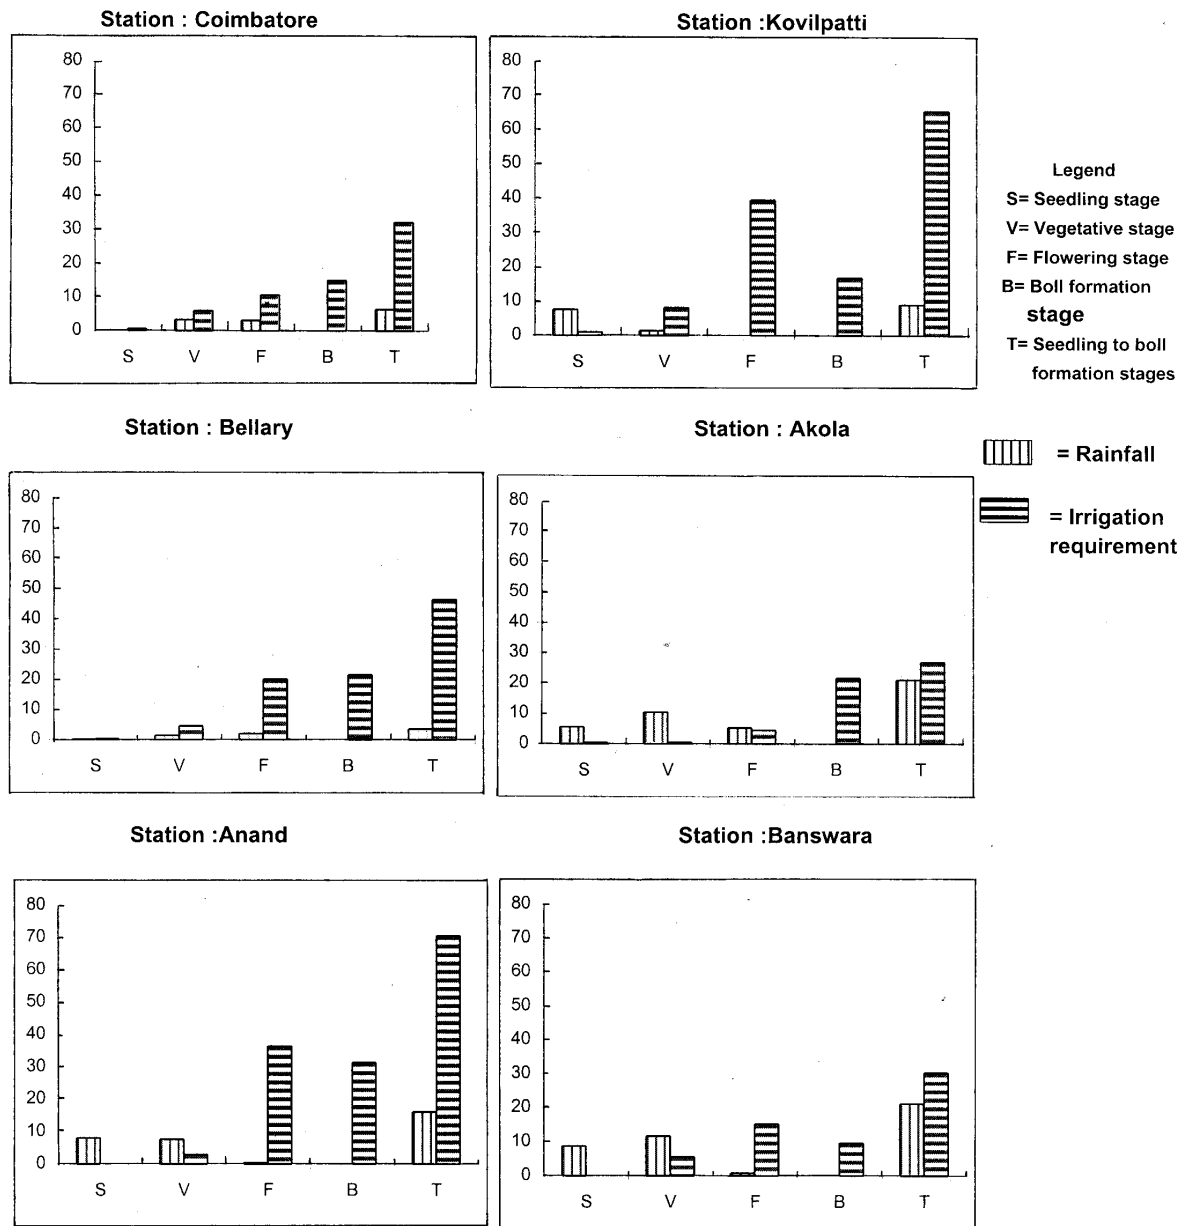 Station : Coimbatore
80
70
60
50
40
30
20
10
0
S V F B T
Station :Kovilpatti
80
70
60
50
40
30
20
10
0
S V F B T
Legend
S= Seedling stage
V= Vegetative stage
F= Flowering stage
B= Boll formation
stage
T= Seedling to boll
formation stages
= Rainfall
= Irrigation
requirement
Station : Bellary
80
70
60
50
40
30
20
10
0
S V F B T
Station : Akola
80
70
60
50
40
30
20
10
0
S V F B T
Station :Anand
80
70
60
50
40
30
20
10
0
S V F B T
Station :Banswara
80
70
60
50
40
30
20
10
0
S V F B T